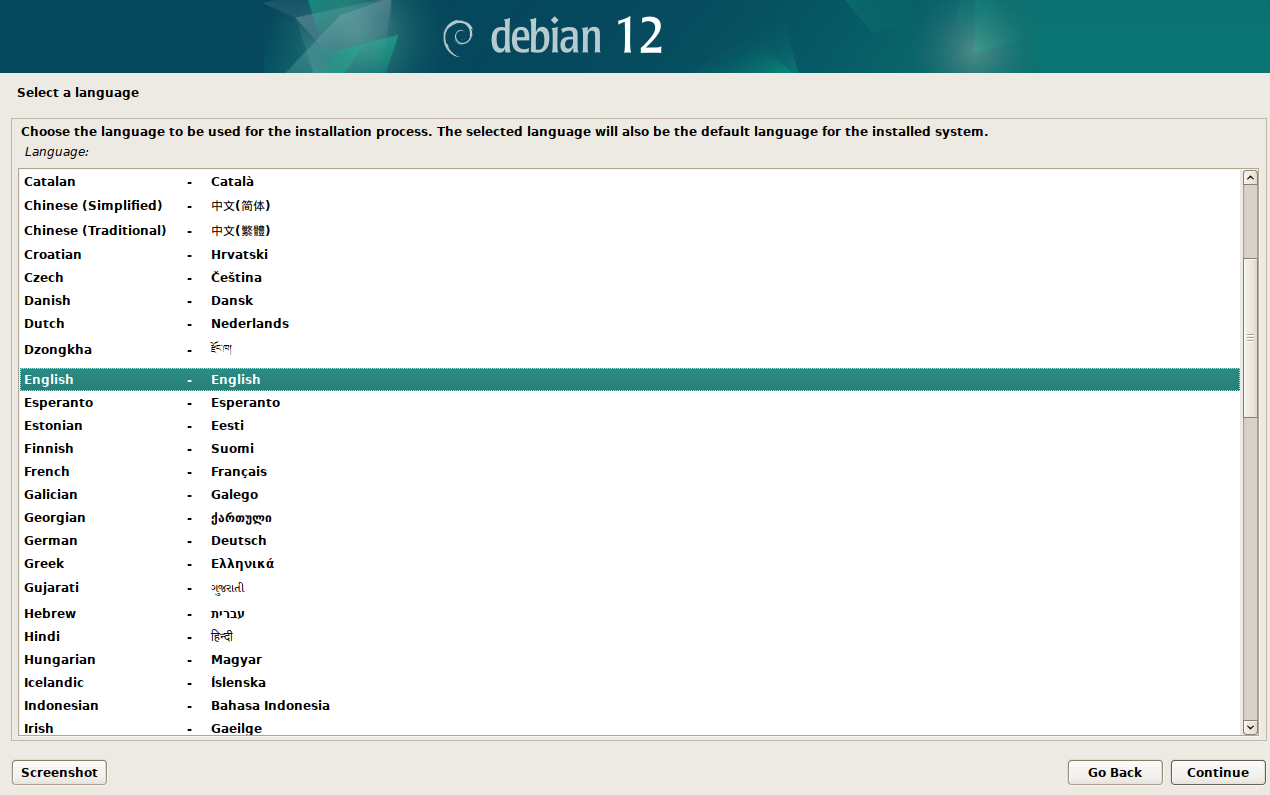 debian 12
Select a language
Choose the language to be used for the installation process. The selected language will also be the default language for the installed system.
Language:
Catalan - Català
Chinese (Simplified) - 中文(简体)
Chinese (Traditional) - 中文(繁體)
Croatian - Hrvatski
Czech - Čeština
Danish - Dansk
Dutch - Nederlands
Dzongkha - རྫོང་ཁ།
English - English
Esperanto - Esperanto
Estonian - Eesti
Finnish - Suomi
French - Français
Galician - Galego
Georgian - ქართული
German - Deutsch
Greek - Ελληνικά
Gujarati - ગુજરાતી
Hebrew - עברית
Hindi - हिन्दी
Hungarian - Magyar
Icelandic - Íslenska
Indonesian - Bahasa Indonesia
Irish - Gaeilge
Screenshot Go Back Continue